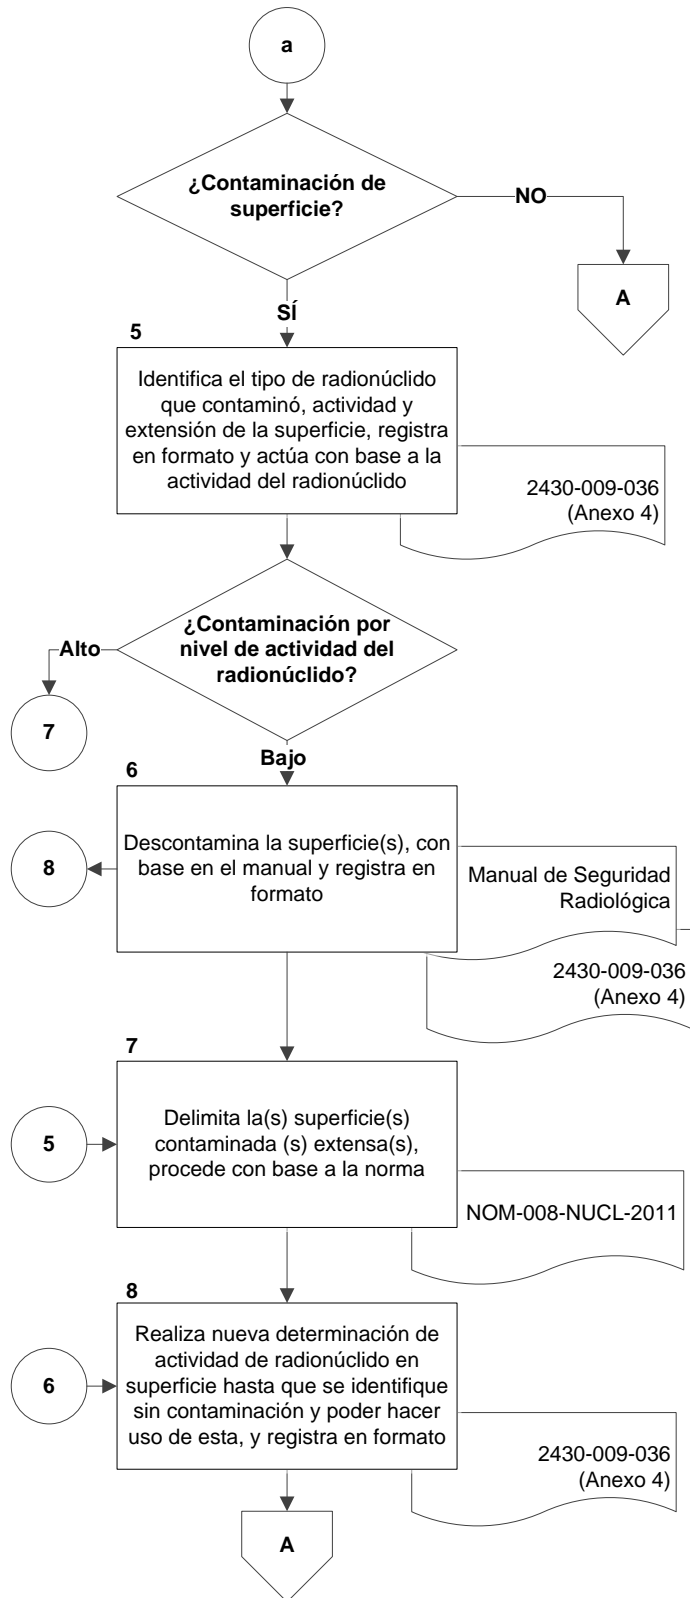 a
¿Contaminación de
superficie?
NO
A
SÍ
5
Identifica el tipo de radionúclido
que contaminó, actividad y
extensión de la superficie, registra
en formato y actúa con base a la
actividad del radionúclido
2430-009-036
(Anexo 4)
¿Contaminación por
nivel de actividad del
radionúclido?
Alto
7
Bajo
6
Descontamina la superficie(s), con
base en el manual y registra en
formato
8
Manual de Seguridad
Radiológica
2430-009-036
(Anexo 4)
7
Delimita la(s) superficie(s)
contaminada (s) extensa(s),
procede con base a la norma
5
NOM-008-NUCL-2011
8
Realiza nueva determinación de
actividad de radionúclido en
superficie hasta que se identifique
sin contaminación y poder hacer
uso de esta, y registra en formato
6
2430-009-036
(Anexo 4)
A